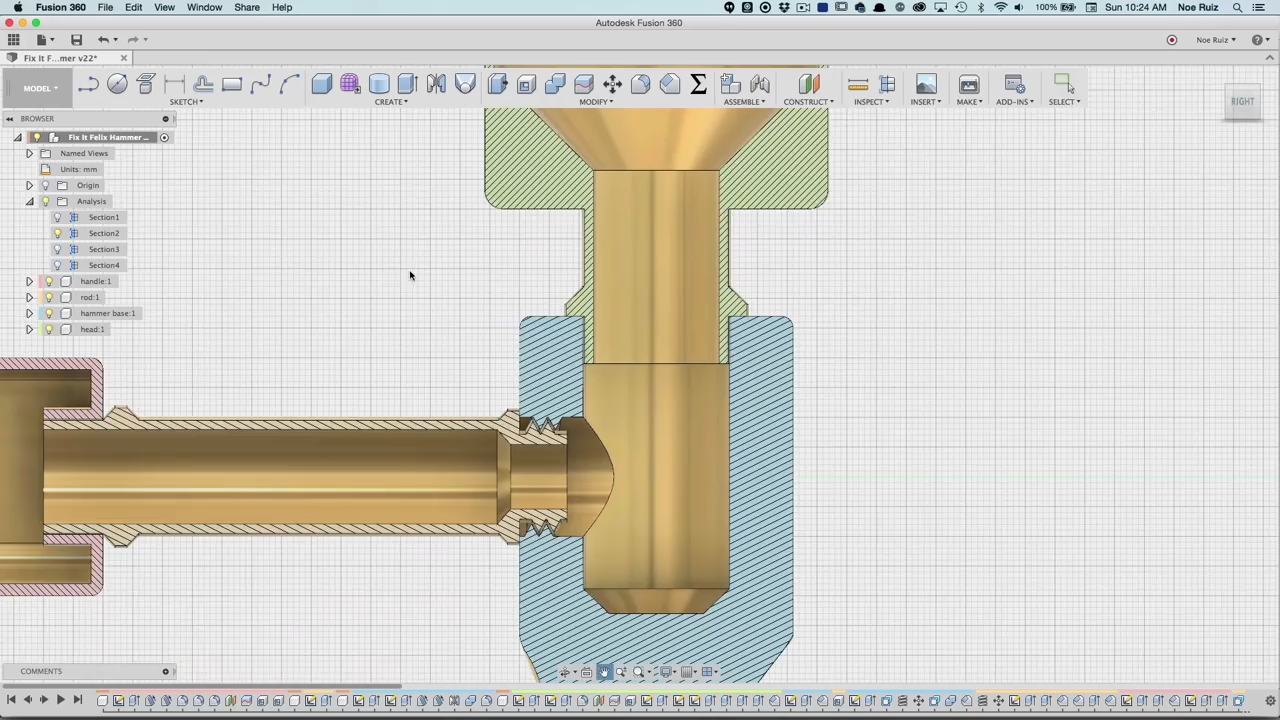 Fusion 360 File Edit View Window Share Help 100% Sun 10:24 AM Noe Ruiz
Autodesk Fusion 360
Noe Ruiz
Fix It F...mer v22*
MODEL
SKETCH CREATE MODIFY ASSEMBLE CONSTRUCT INSPECT INSERT MAKE ADD-INS SELECT
RIGHT
BROWSER
Fix It Felix Hammer ...
Named Views
Units: mm
Origin
Analysis
Section1
Section2
Section3
Section4
handle:1
rod:1
hammer base:1
head:1
COMMENTS